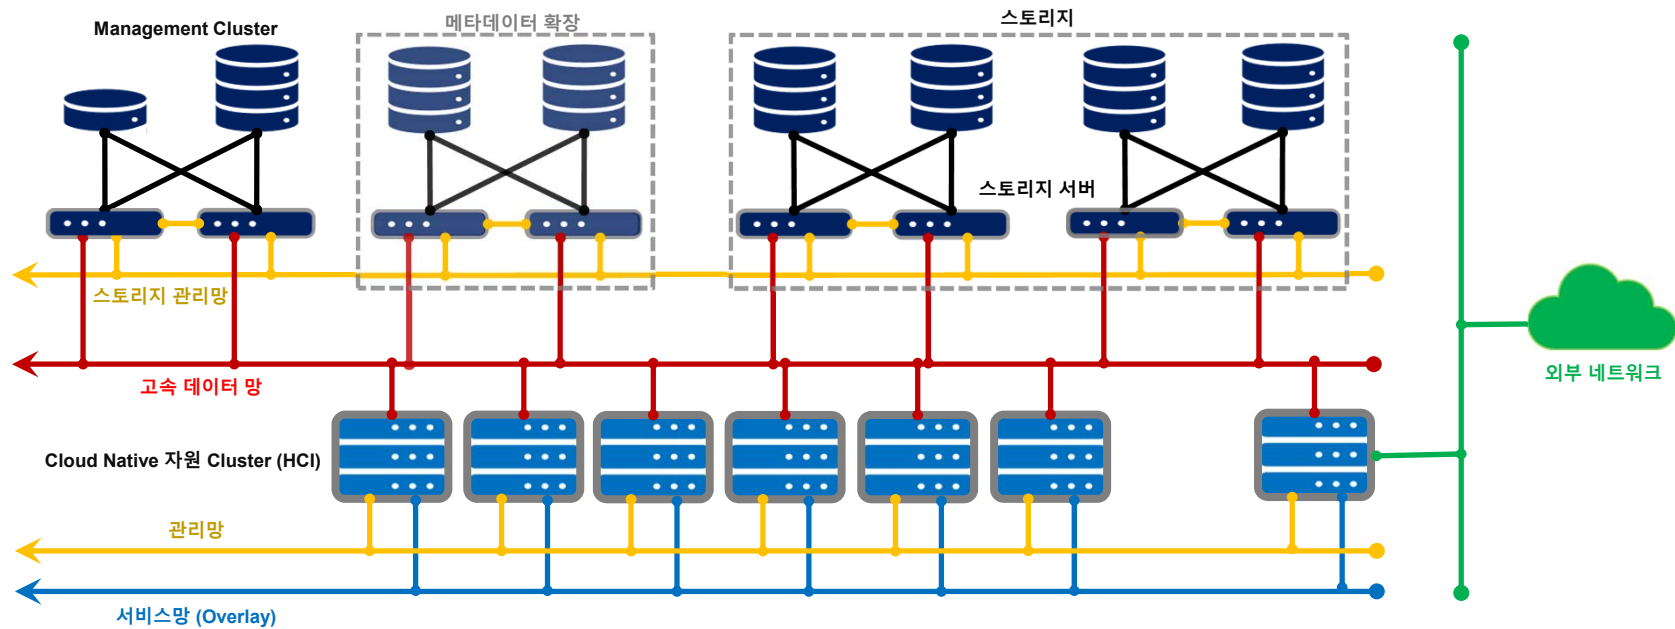 Management Cluster
메타데이터 확장
스토리지
스토리지 서버
스토리지 관리망
고속 데이터 망
외부 네트워크
Cloud Native 자원 Cluster (HCI)
관리망
서비스망 (Overlay)